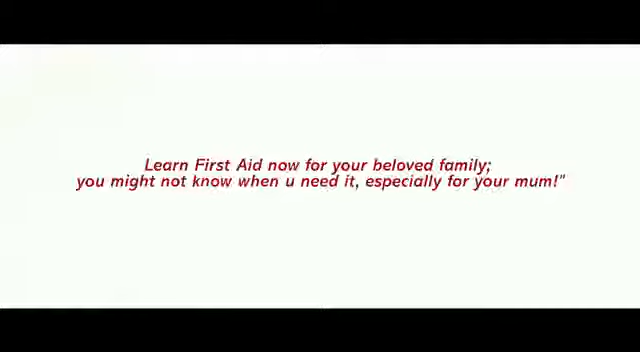 Learn First Aid now for your beloved family;
you might not know when u need it, especially for your mum!"